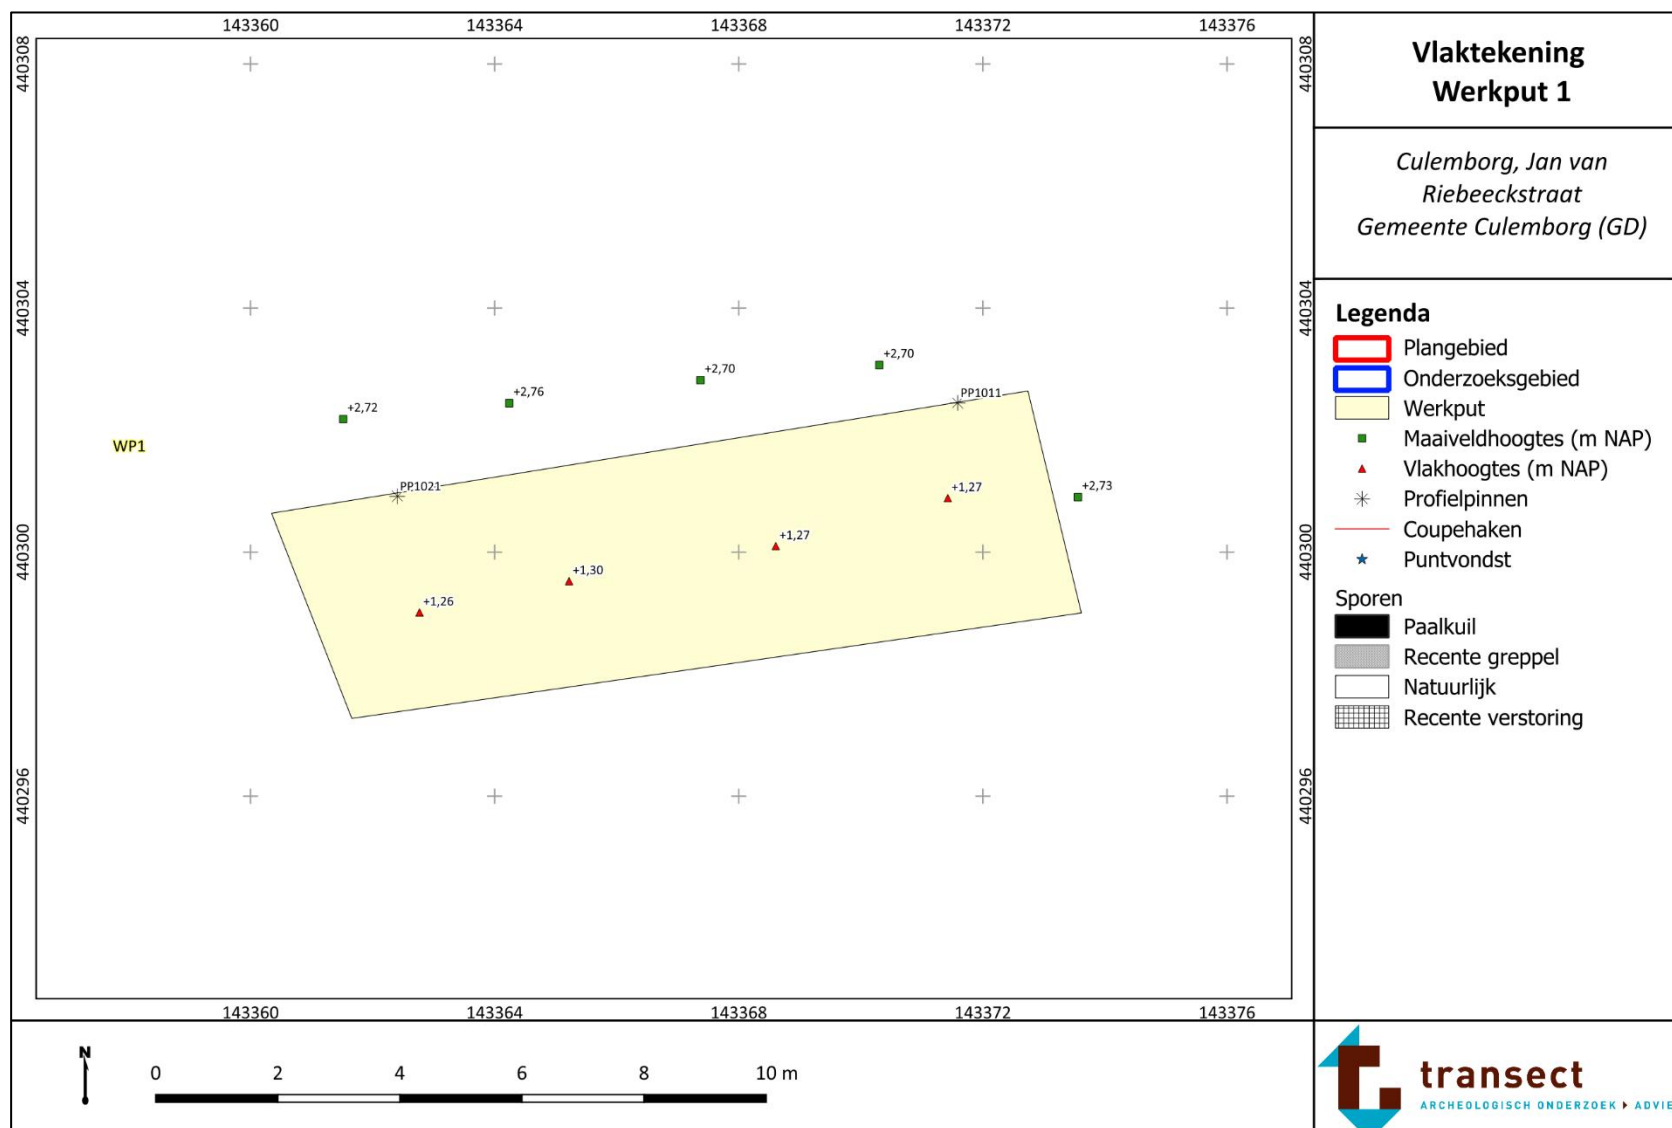 143360 143364 143368 143372 143376
440308 440308
440304 440304
440300 440300
440296 440296
+2,72
+2,76
+2,70
+2,70
PP1011
WP1
PP1021
+1,27
+2,73
+1,27
+1,30
+1,26
143360 143364 143368 143372 143376
N
0 2 4 6 8 10 m
Vlaktekening
Werkput 1
Culemborg, Jan van
Riebeeckstraat
Gemeente Culemborg (GD)
Legenda
Plangebied
Onderzoeksgebied
Werkput
Maaiveldhoogtes (m NAP)
Vlakhoogtes (m NAP)
Profielpinnen
Coupehaken
Puntvondst
Sporen
Paalkuil
Recente greppel
Natuurlijk
Recente verstoring
transect
ARCHEOLOGISCH ONDERZOEK ADVIE